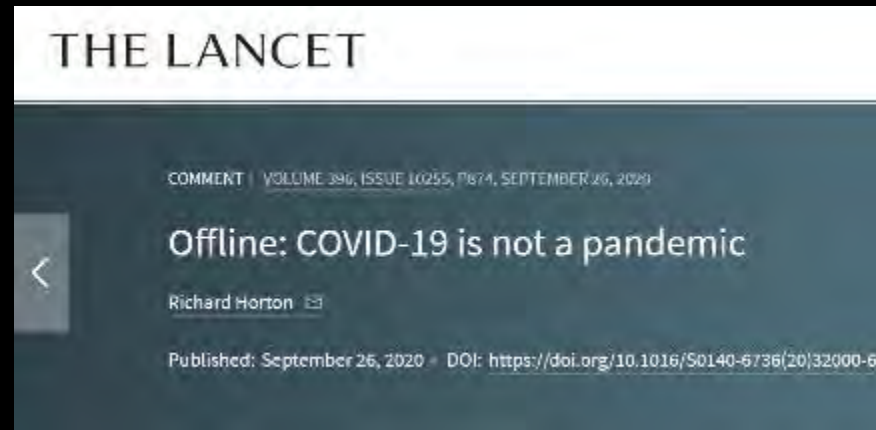 THE LANCET
COMMENT | VOLUME 396, ISSUE 10255, P874, SEPTEMBER 26, 2020
Offline: COVID-19 is not a pandemic
Richard Horton
Published: September 26, 2020 • DOI: https://doi.org/10.1016/S0140-6736(20)32000-6